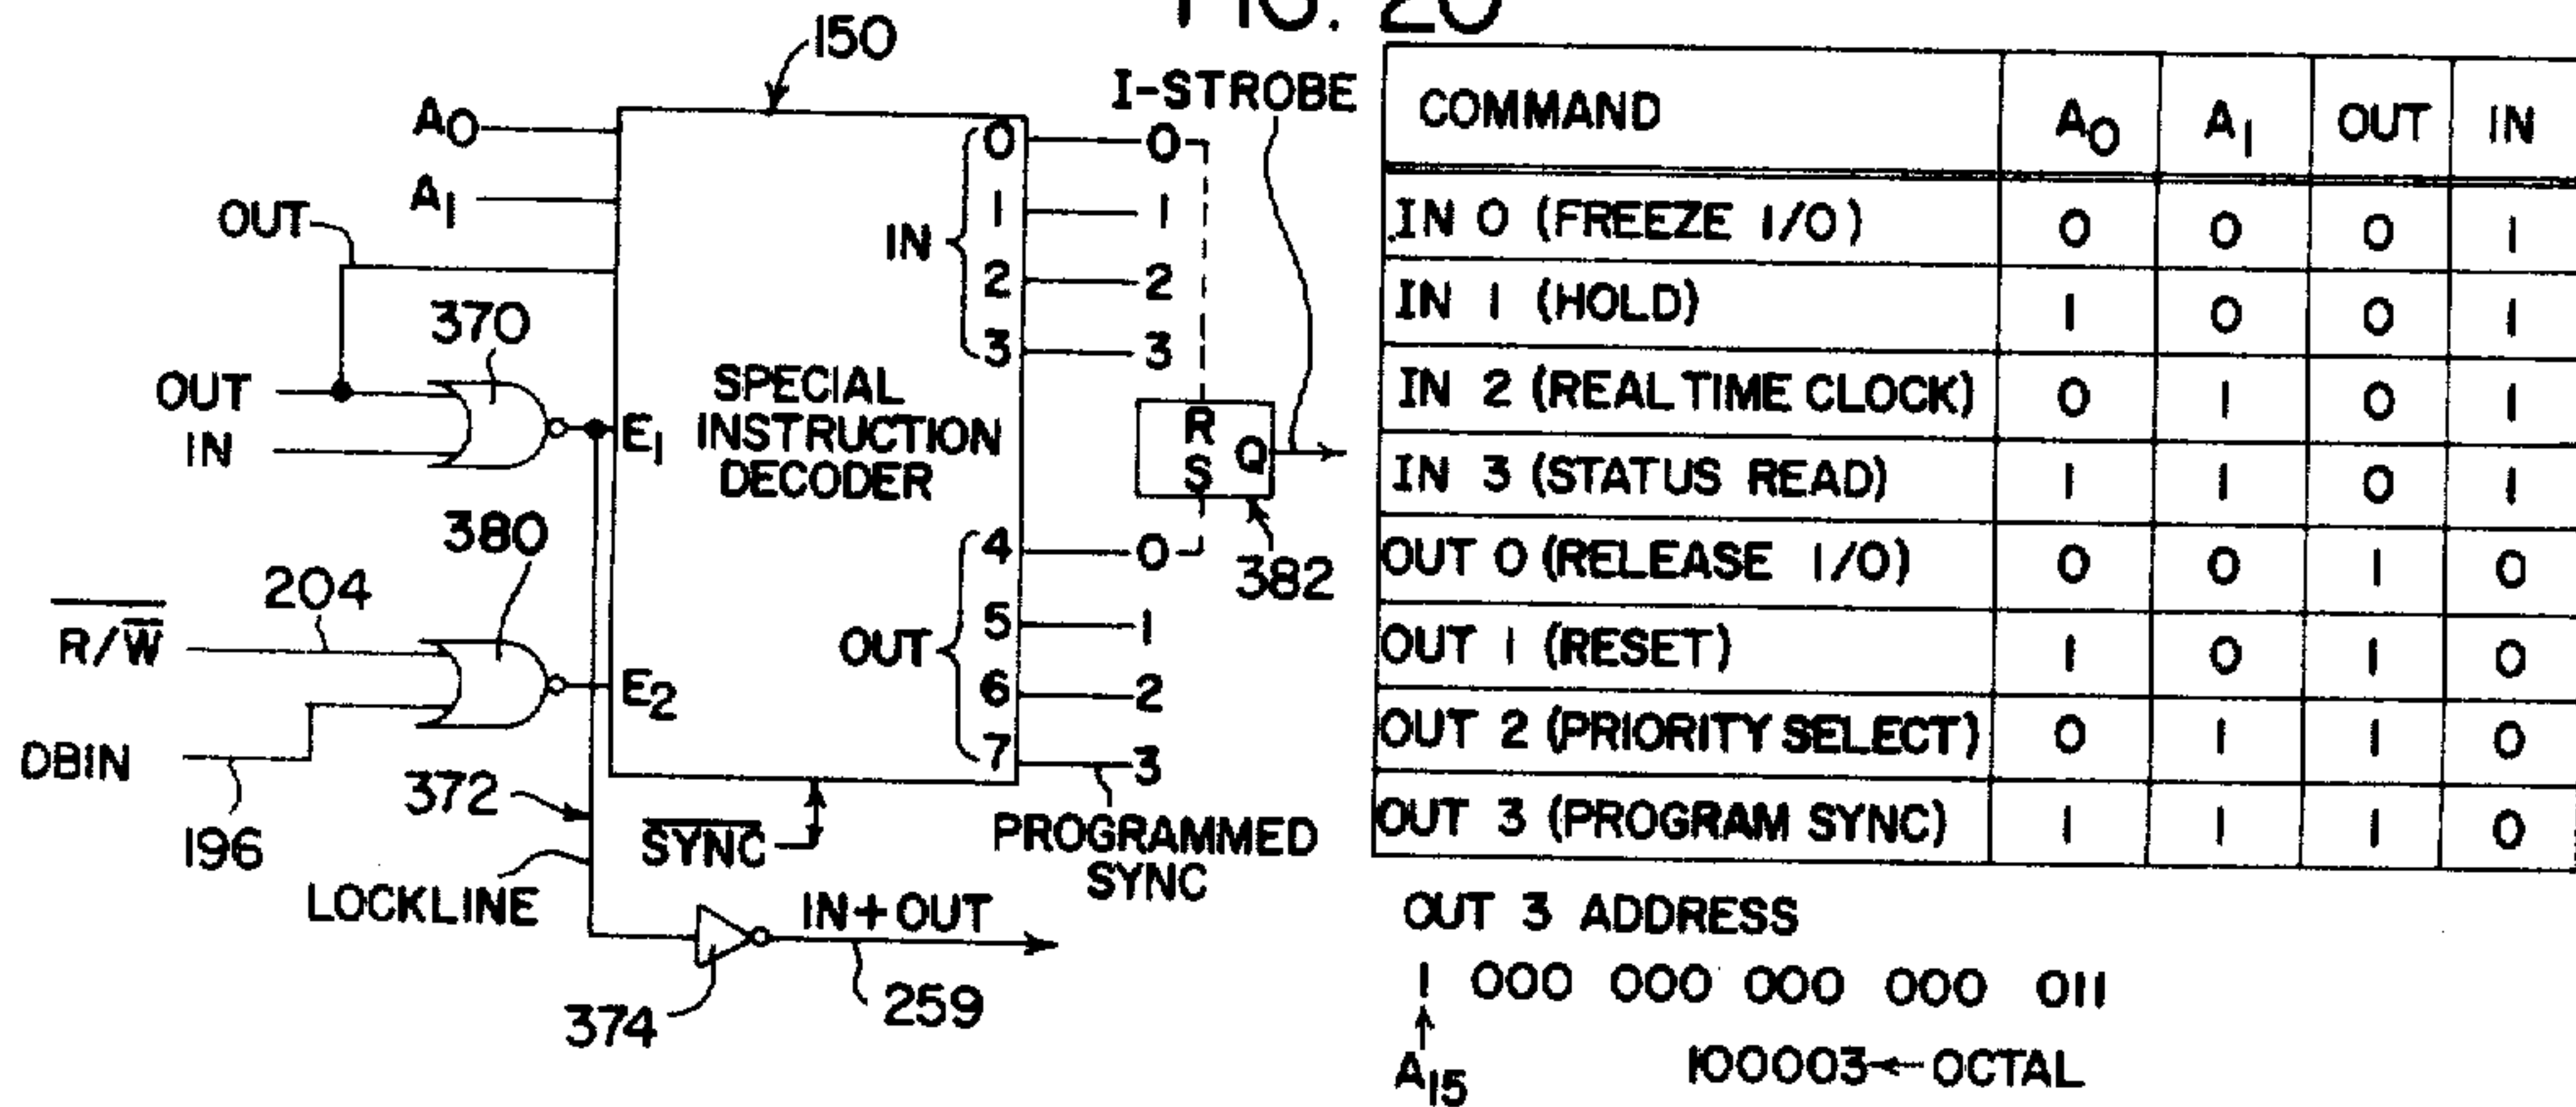 FIG. 20
150
A0
A1
OUT
370
OUT
IN
E1
SPECIAL
INSTRUCTION
DECODER
380
204
R/W
E2
DBIN
196
372
LOCKLINE
SYNC
374
IN+OUT
259
IN
0 0
1 1
2 2
3 3
I-STROBE
R
S Q
382
OUT
4 0
5 1
6 2
7 3
PROGRAMMED
SYNC
COMMAND A0 A1 OUT IN
IN 0 (FREEZE I/O) 0 0 0 1
IN 1 (HOLD) 1 0 0 1
IN 2 (REAL TIME CLOCK) 0 1 0 1
IN 3 (STATUS READ) 1 1 0 1
OUT 0 (RELEASE I/O) 0 0 1 0
OUT 1 (RESET) 1 0 1 0
OUT 2 (PRIORITY SELECT) 0 1 1 0
OUT 3 (PROGRAM SYNC) 1 1 1 0
OUT 3 ADDRESS
1 000 000 000 000 011
A15
100003←OCTAL